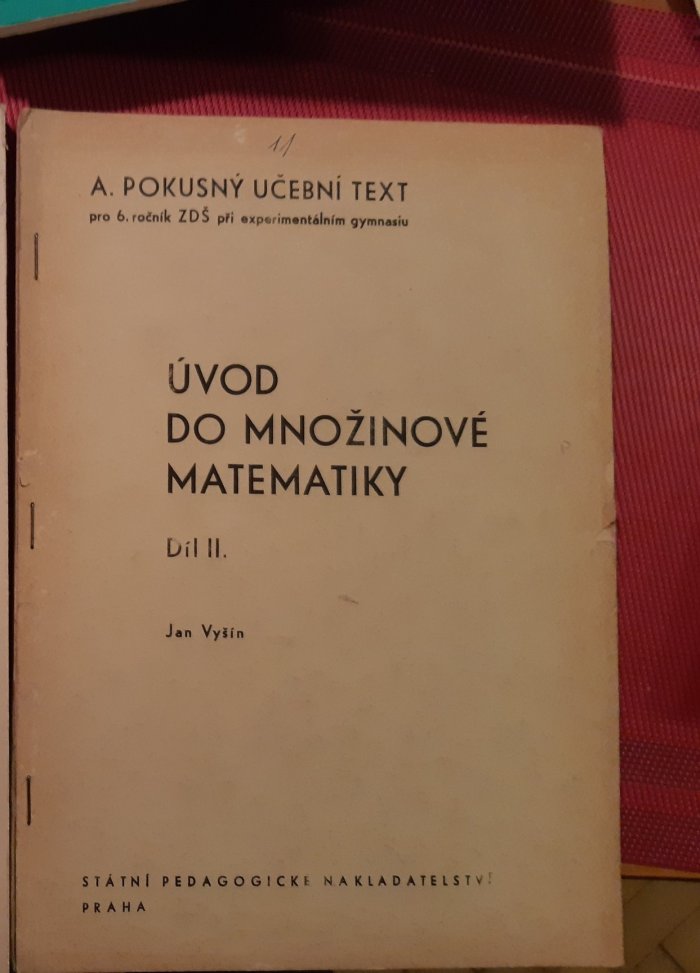 11
A. POKUSNÝ UČEBNÍ TEXT
pro 6. ročník ZDŠ při experimentálním gymnasiu
ÚVOD
DO MNOŽINOVÉ
MATEMATIKY
Díl II.
Jan Vyšín
STÁTNÍ PEDAGOGICKÉ NAKLADATELSTVÍ
PRAHA